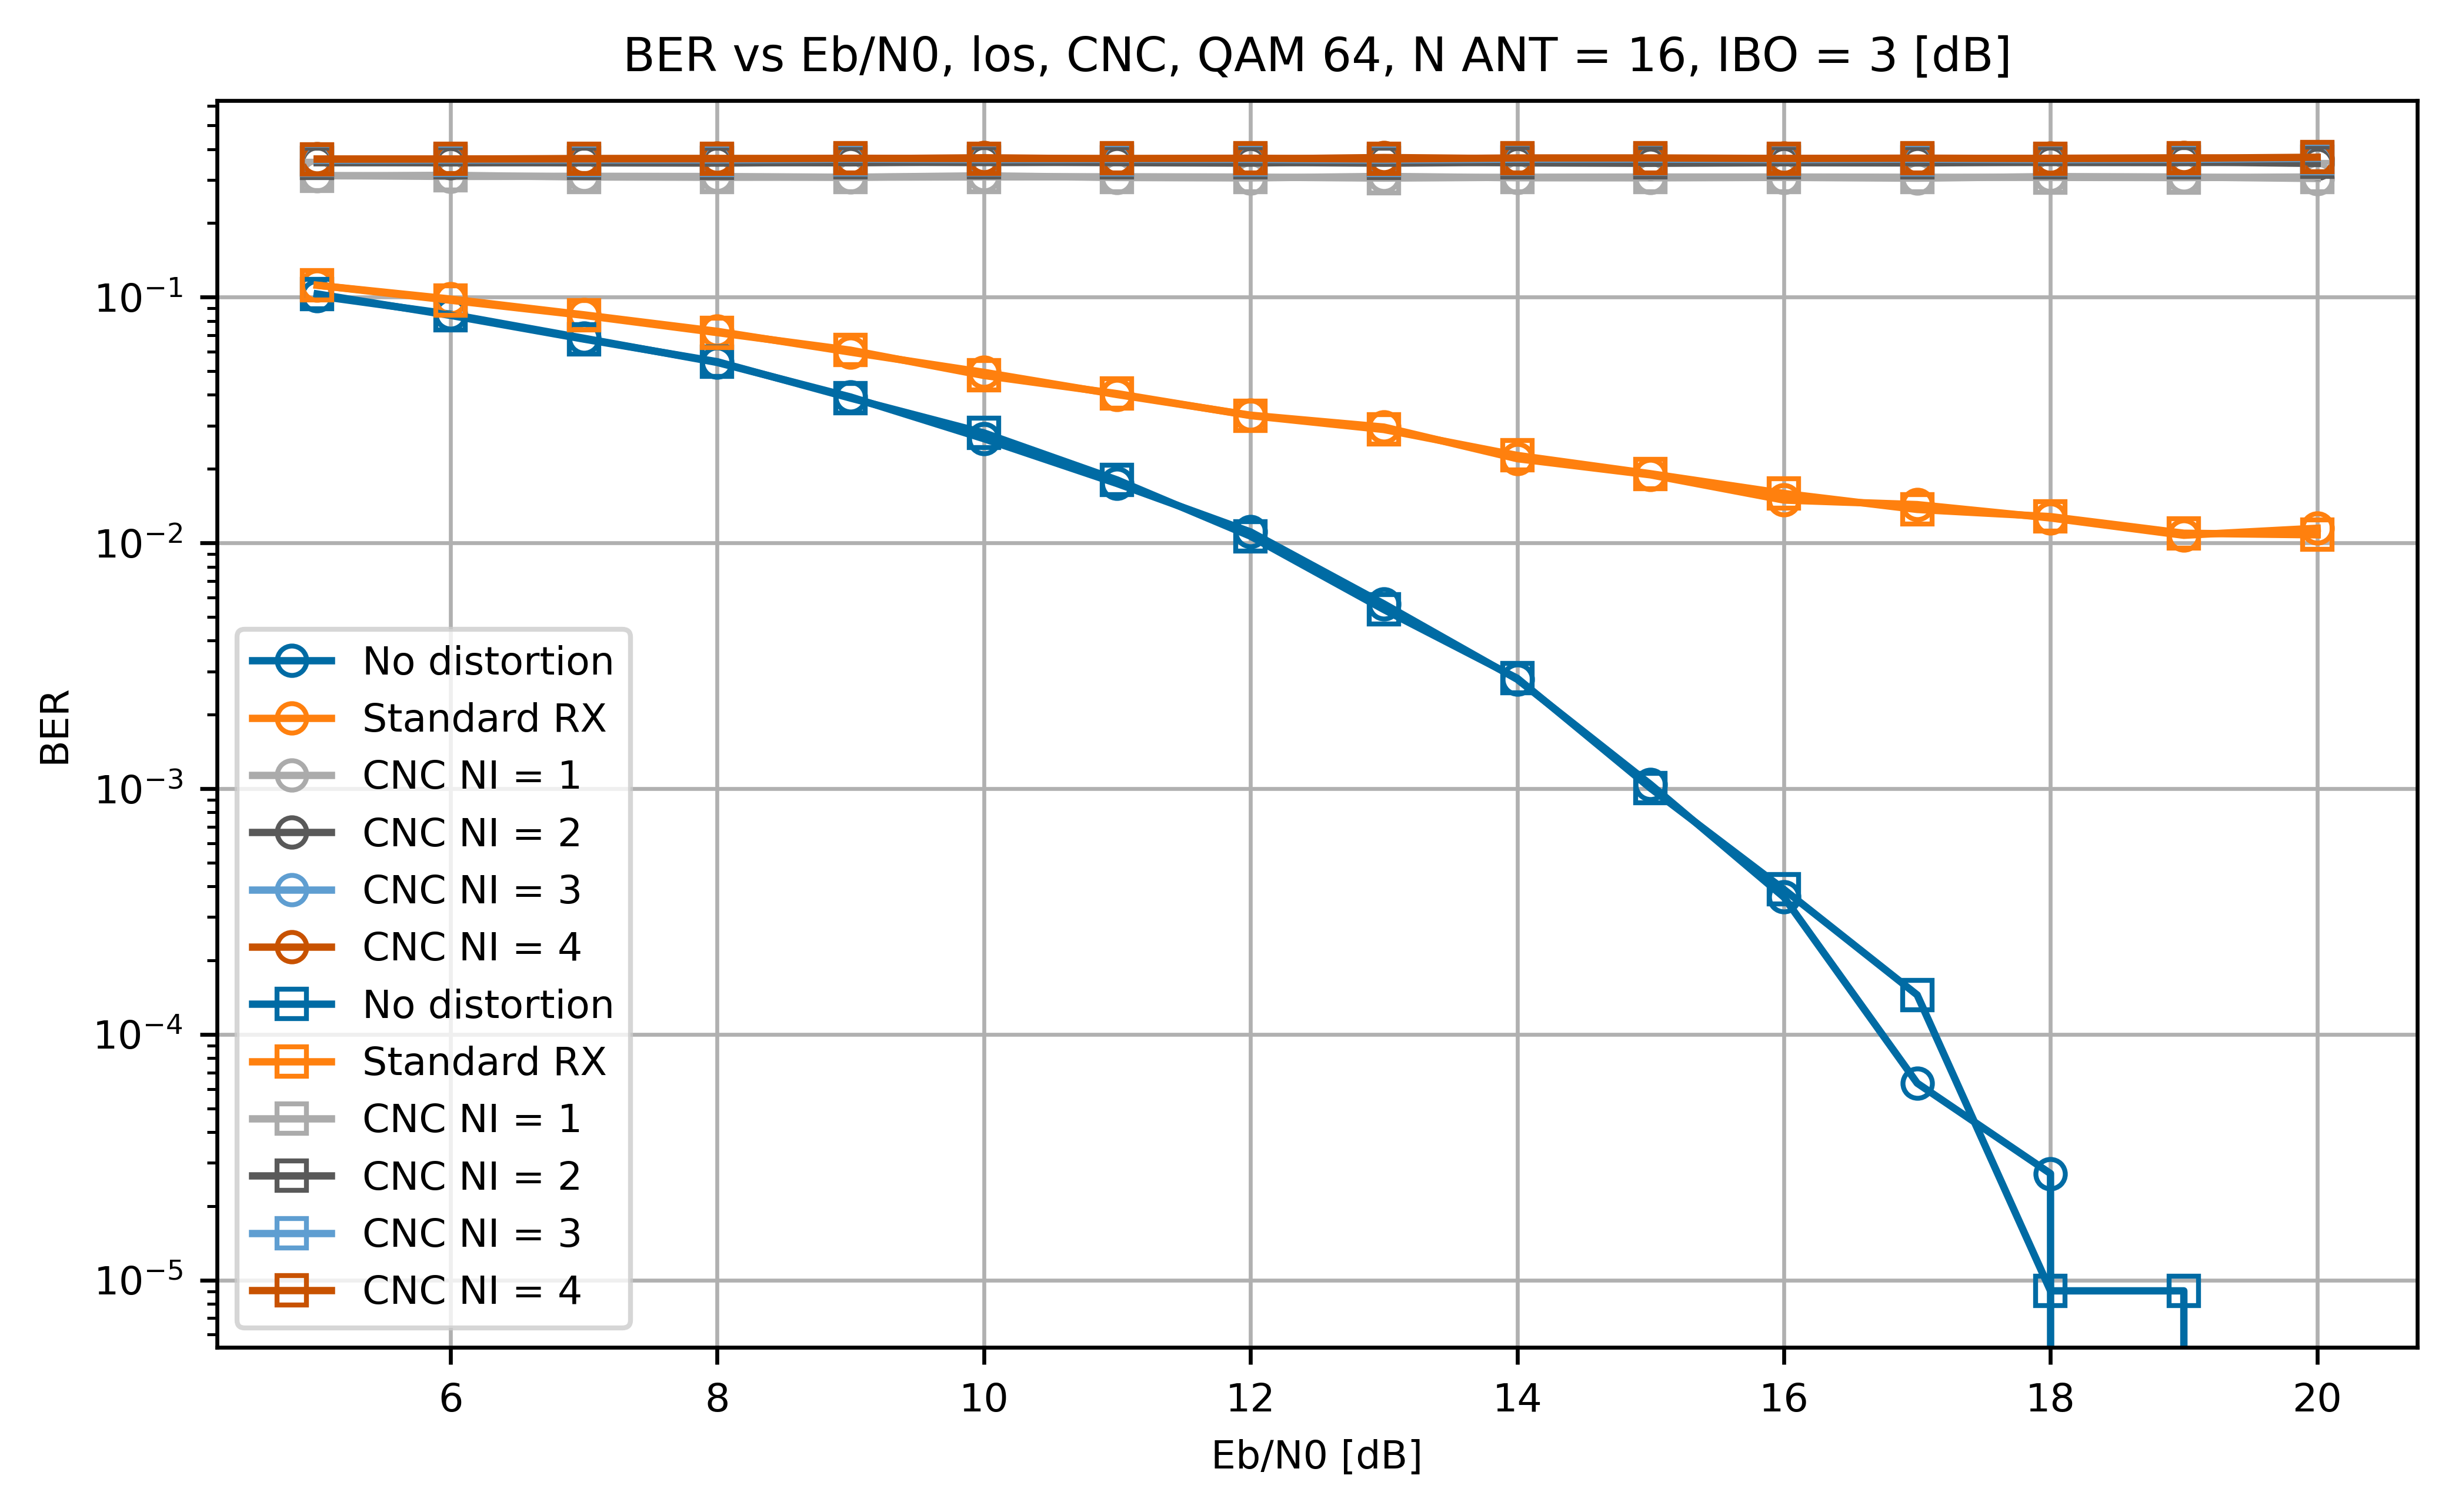 BER vs Eb/N0, los, CNC, QAM 64, N ANT = 16, IBO = 3 [dB]
BER
10⁻¹
10⁻²
10⁻³
10⁻⁴
10⁻⁵
No distortion
Standard RX
CNC NI = 1
CNC NI = 2
CNC NI = 3
CNC NI = 4
No distortion
Standard RX
CNC NI = 1
CNC NI = 2
CNC NI = 3
CNC NI = 4
6 8 10 12 14 16 18 20
Eb/N0 [dB]